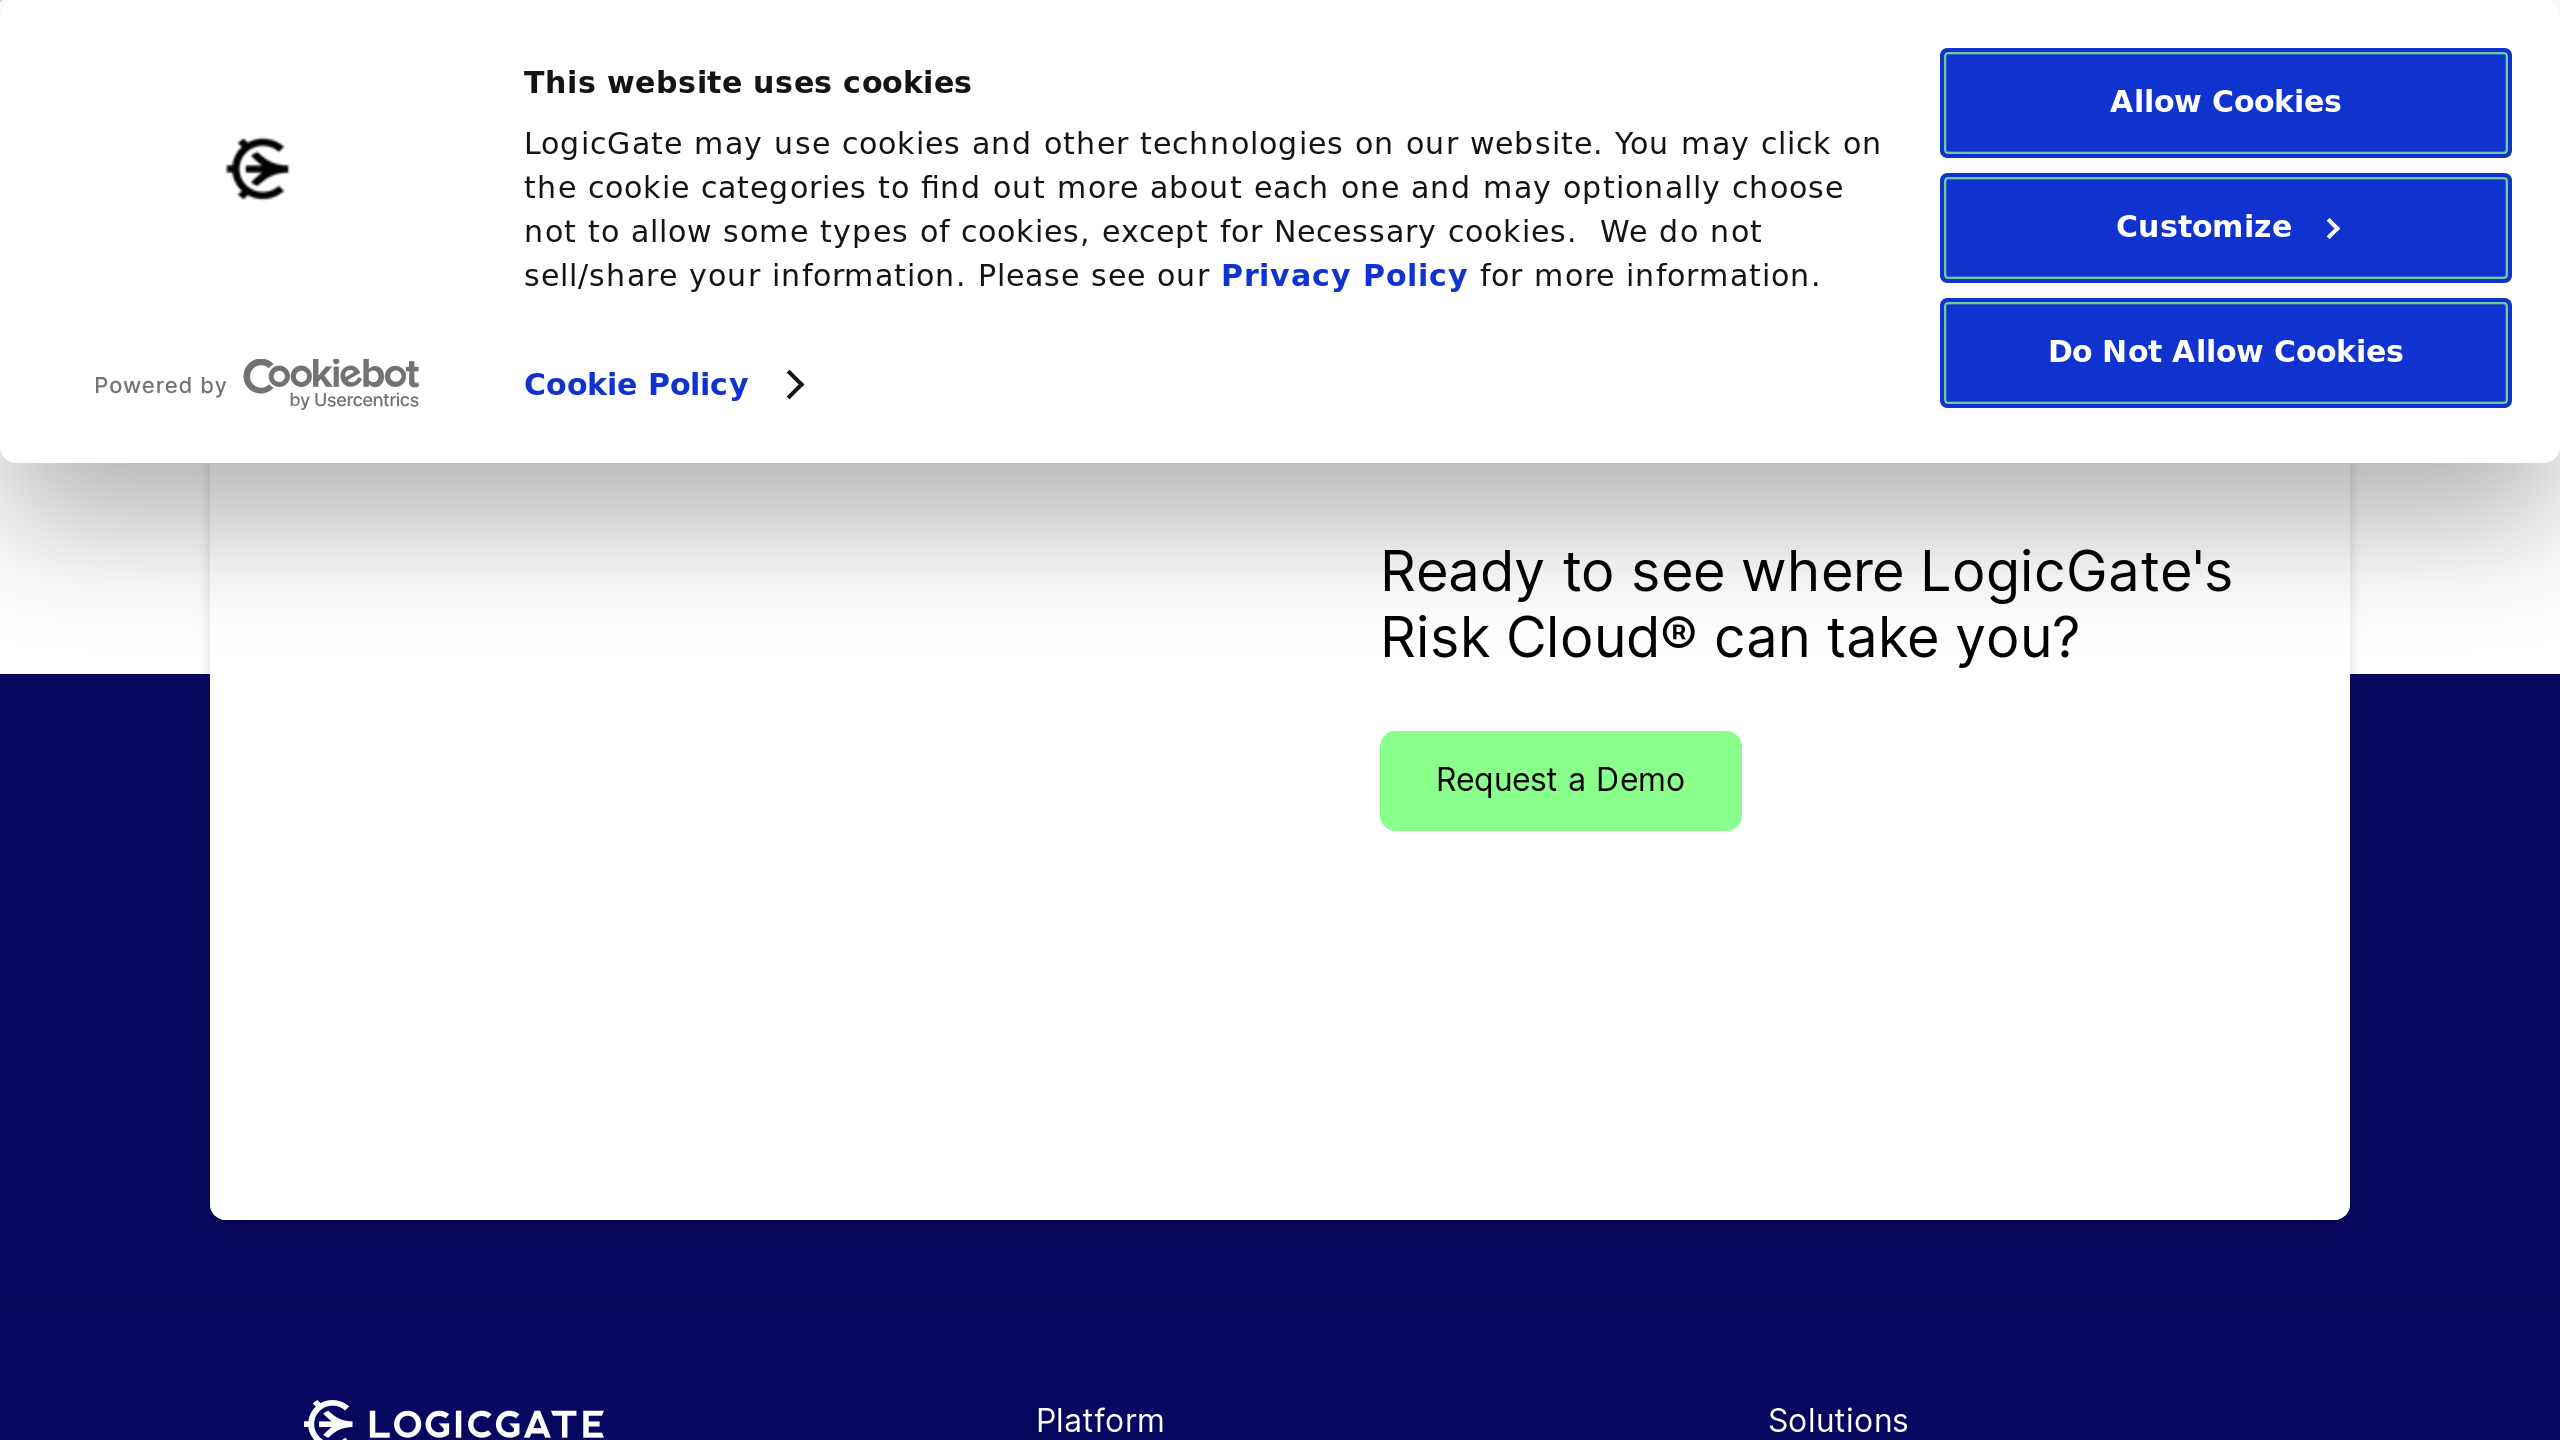 This website uses cookies
LogicGate may use cookies and other technologies on our website. You may click on
the cookie categories to find out more about each one and may optionally choose
not to allow some types of cookies, except for Necessary cookies.  We do not
sell/share your information. Please see our Privacy Policy for more information.
Powered by Cookiebot
by Usercentrics
Cookie Policy
Allow Cookies
Customize
Do Not Allow Cookies
Ready to see where LogicGate's
Risk Cloud® can take you?
Request a Demo
LOGICGATE
Platform
Solutions